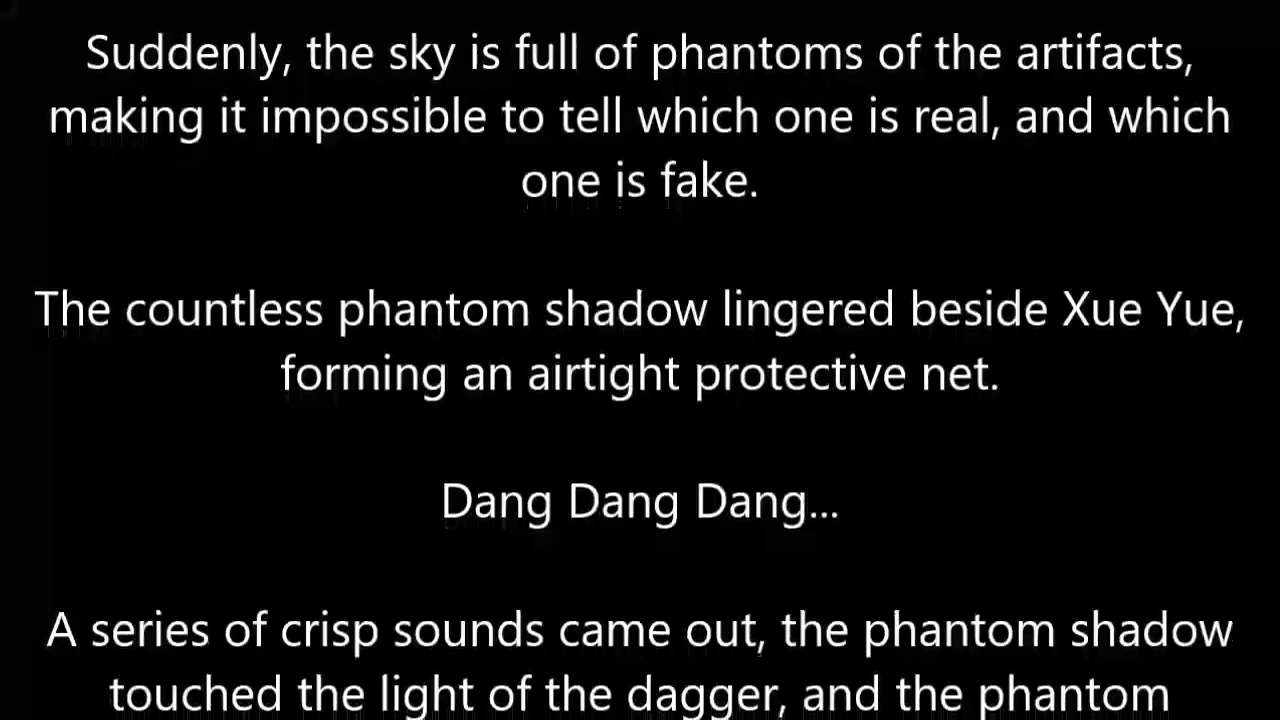 Suddenly, the sky is full of phantoms of the artifacts,
making it impossible to tell which one is real, and which
one is fake.
The countless phantom shadow lingered beside Xue Yue,
forming an airtight protective net.
Dang Dang Dang...
A series of crisp sounds came out, the phantom shadow
touched the light of the dagger, and the phantom